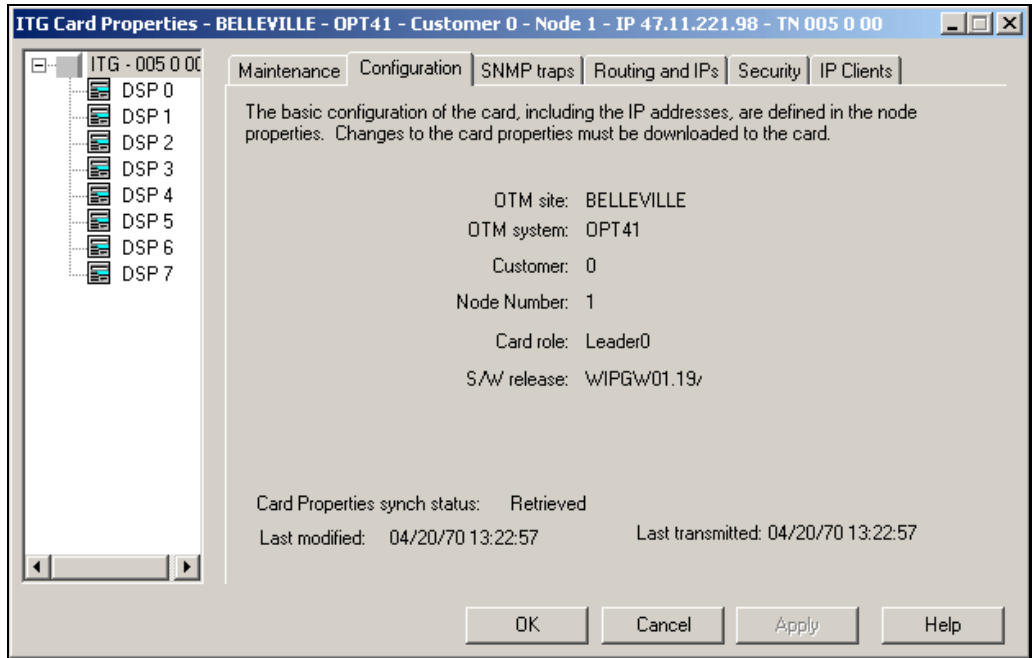 ITG Card Properties - BELLEVILLE - OPT41 - Customer 0 - Node 1 - IP 47.11.221.98 - TN 005 0 00
ITG - 005 0 00
DSP 0
DSP 1
DSP 2
DSP 3
DSP 4
DSP 5
DSP 6
DSP 7
Maintenance Configuration SNMP traps Routing and IPs Security IP Clients
The basic configuration of the card, including the IP addresses, are defined in the node
properties. Changes to the card properties must be downloaded to the card.
OTM site: BELLEVILLE
OTM system: OPT41
Customer: 0
Node Number: 1
Card role: Leader0
S/W release: WIPGW01.19/
Card Properties synch status: Retrieved
Last modified: 04/20/70 13:22:57 Last transmitted: 04/20/70 13:22:57
OK Cancel Apply Help